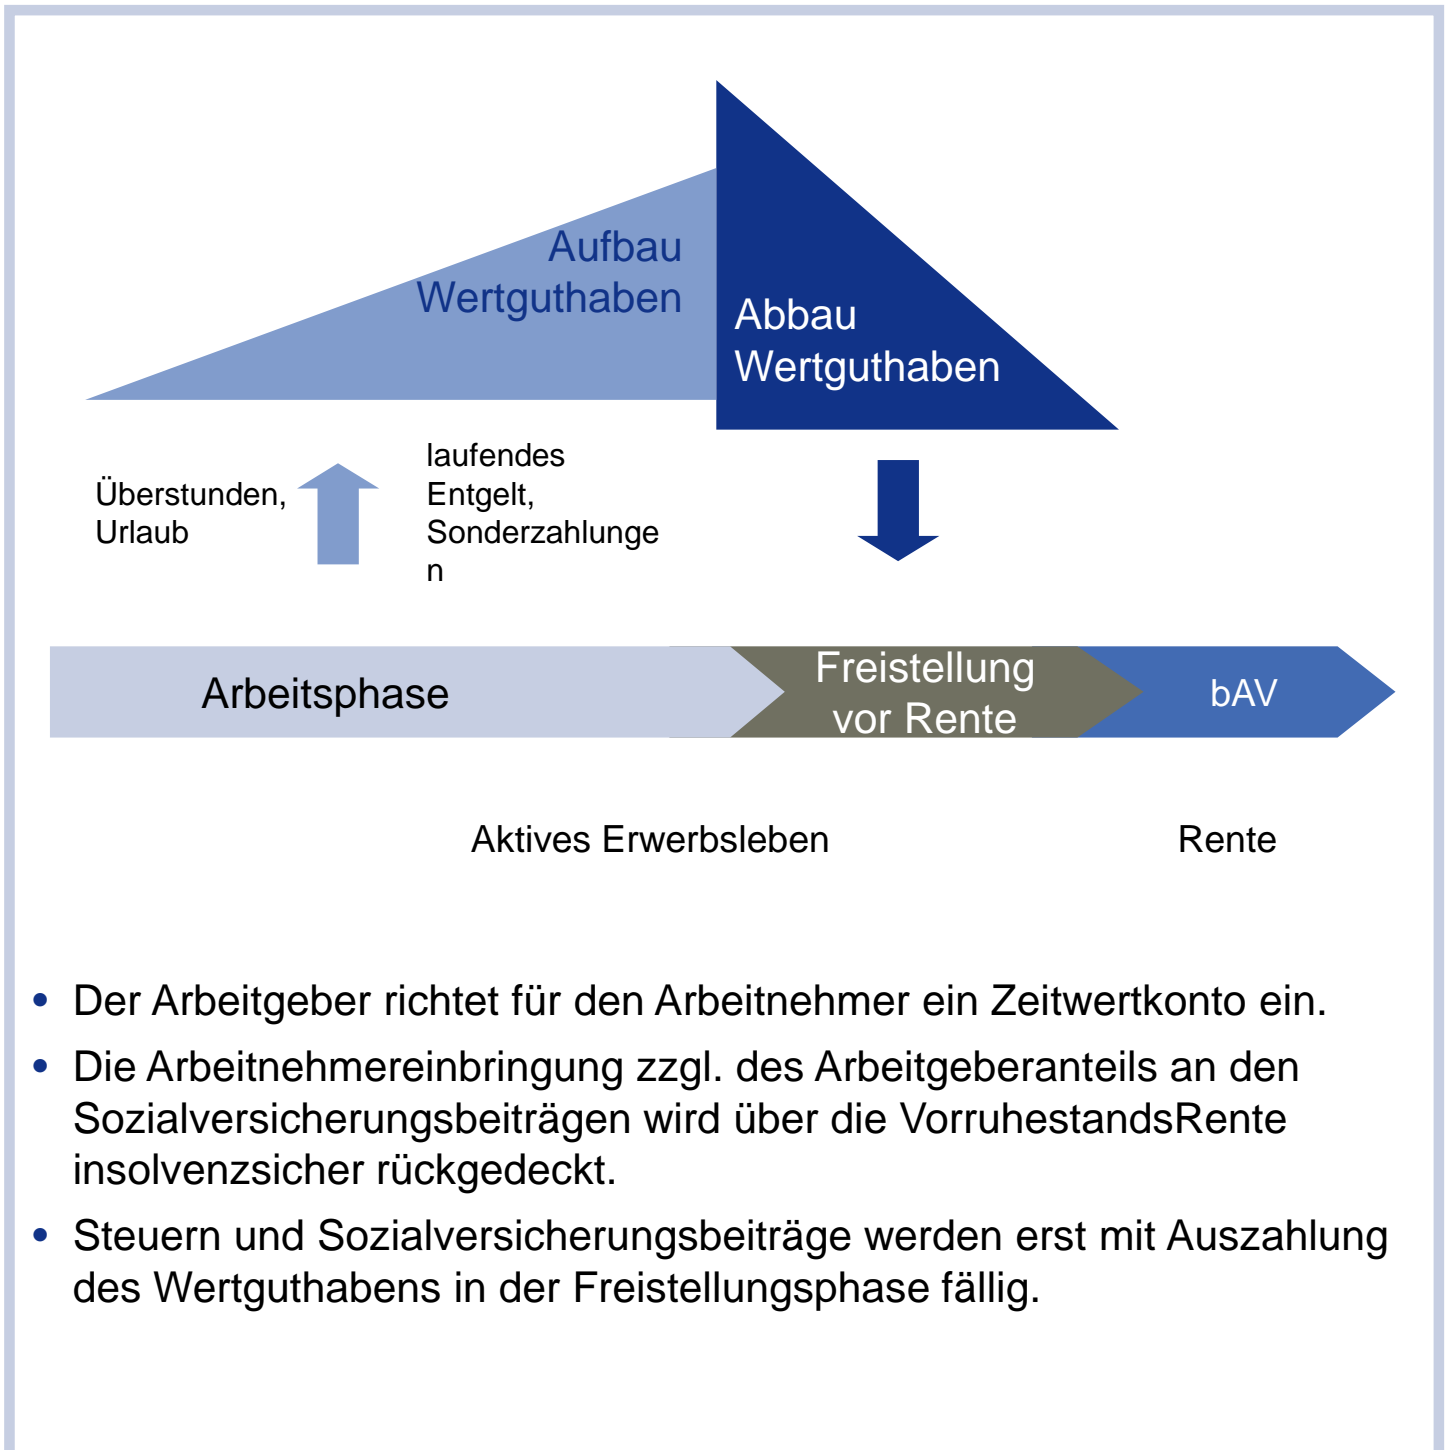 Aufbau
Wertguthaben
Abbau
Wertguthaben
Überstunden,
Urlaub
laufendes
Entgelt,
Sonderzahlunge
n
Arbeitsphase
Freistellung
vor Rente
bAV
Aktives Erwerbsleben
Rente
• Der Arbeitgeber richtet für den Arbeitnehmer ein Zeitwertkonto ein.
• Die Arbeitnehmereinbringung zzgl. des Arbeitgeberanteils an den
Sozialversicherungsbeiträgen wird über die VorruhestandsRente
insolvenzsicher rückgedeckt.
• Steuern und Sozialversicherungsbeiträge werden erst mit Auszahlung
des Wertguthabens in der Freistellungsphase fällig.